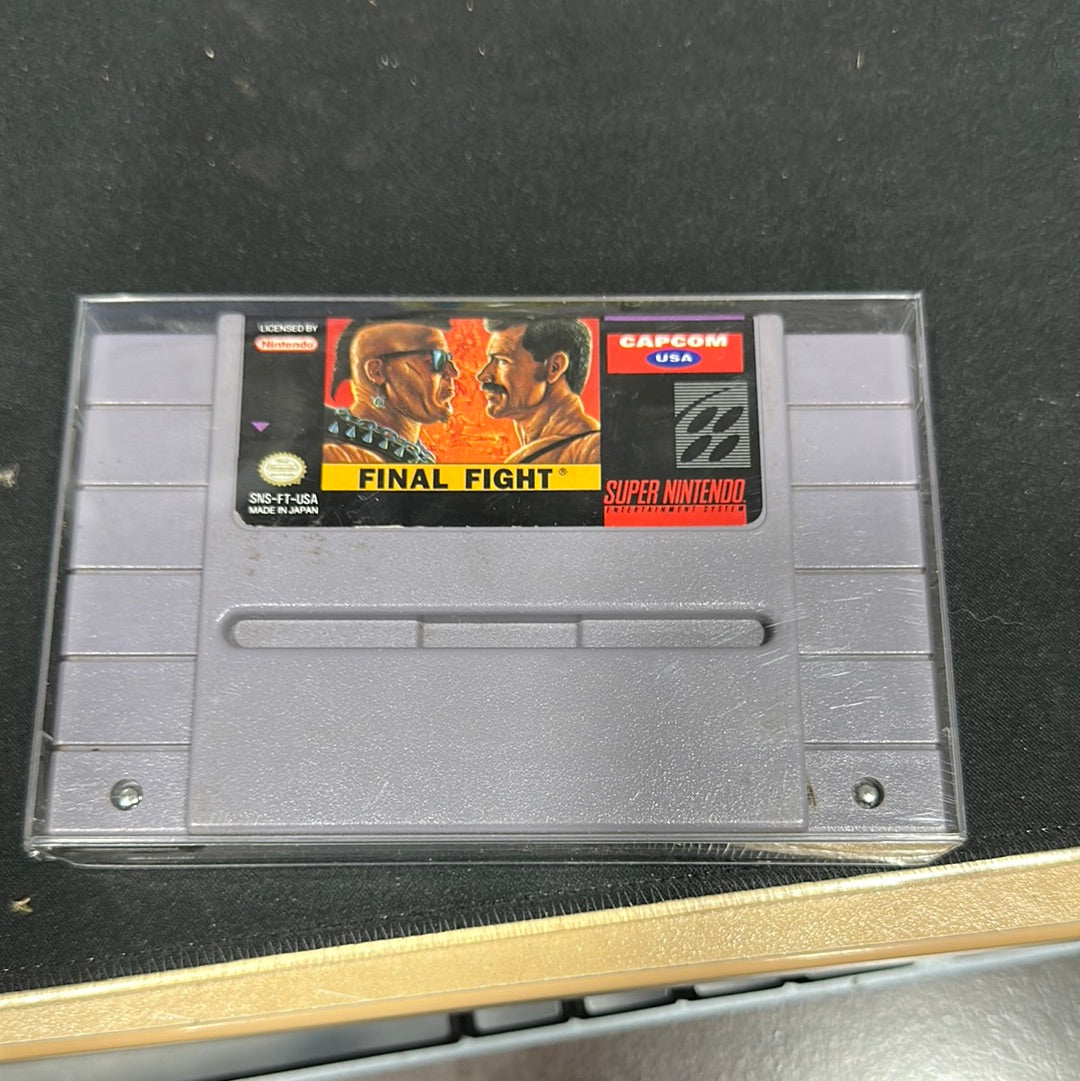 LICENSED BY
Nintendo
SNS-FT-USA
MADE IN JAPAN
FINAL FIGHT®
CAPCOM
USA
SUPER NINTENDO
ENTERTAINMENT SYSTEM